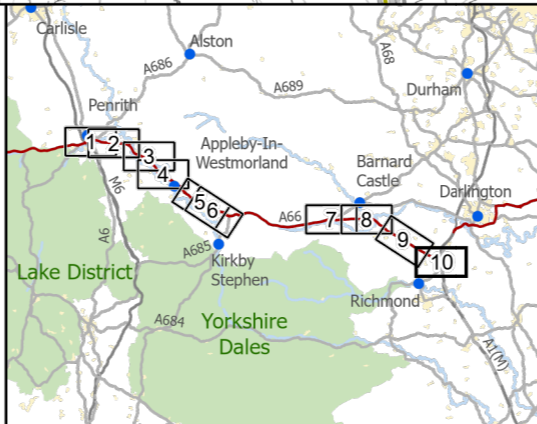 Carlisle
Alston
A68
A686
A689
Durham
Penrith
Appleby-In-
Westmorland
Barnard
Castle
Darlington
1
2
3
4
5
6
7
8
9
10
M6
A6
A66
A685
Kirkby
Stephen
Lake District
Richmond
Yorkshire
Dales
A684
A1(M)